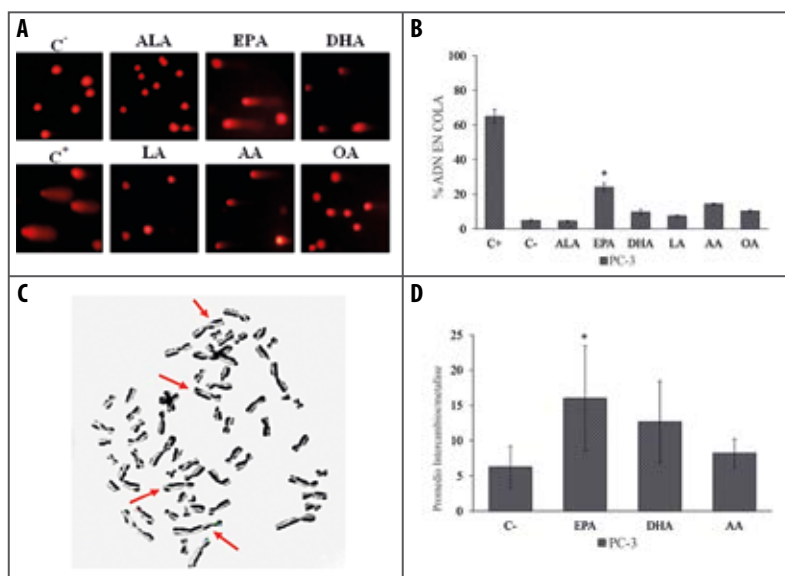 A
C- ALA EPA DHA
C+ LA AA OA
B
% ADN EN COLA
100
80
60
40
20
0
C+ C- ALA EPA DHA LA AA OA
*
PC-3
C
D
Promedio Intercambios/metafase
25
20
15
10
5
0
*
C- EPA DHA AA
PC-3